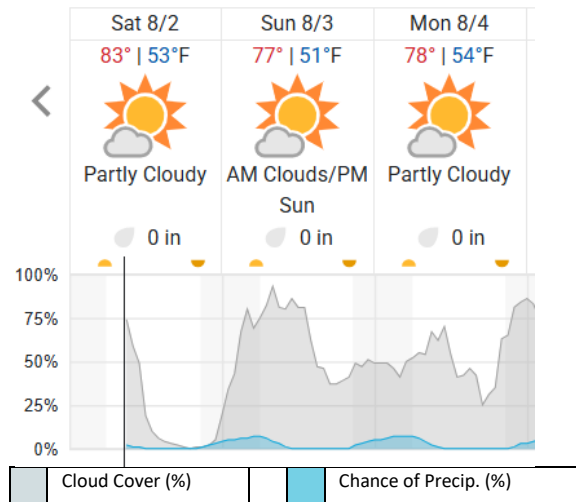 Sat 8/2 Sun 8/3 Mon 8/4
83° | 53°F 77° | 51°F 78° | 54°F
Partly Cloudy AM Clouds/PM Partly Cloudy
Sun
0 in 0 in 0 in
100%
75%
50%
25%
0%
Cloud Cover (%) Chance of Precip. (%)